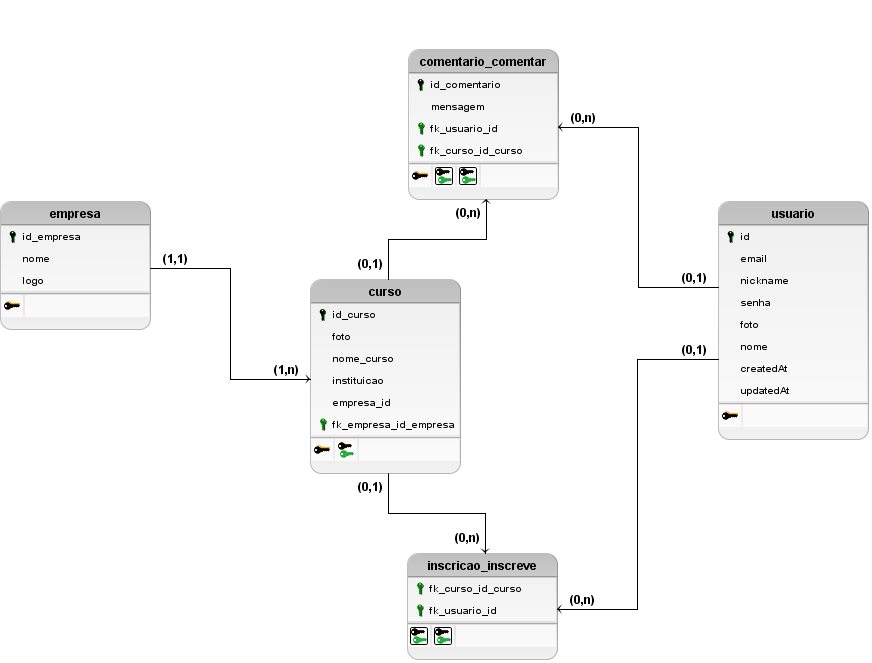 comentario_comentar
id_comentario
mensagem
fk_usuario_id
fk_curso_id_curso
(0,n)
(0,n)
(0,1)
empresa
id_empresa
nome
logo
(1,1)
(1,n)
usuario
id
email
nickname
senha
foto
nome
createdAt
updatedAt
(0,1)
(0,1)
curso
id_curso
foto
nome_curso
instituicao
empresa_id
fk_empresa_id_empresa
(0,1)
(0,n)
inscricao_inscreve
fk_curso_id_curso
fk_usuario_id
(0,n)